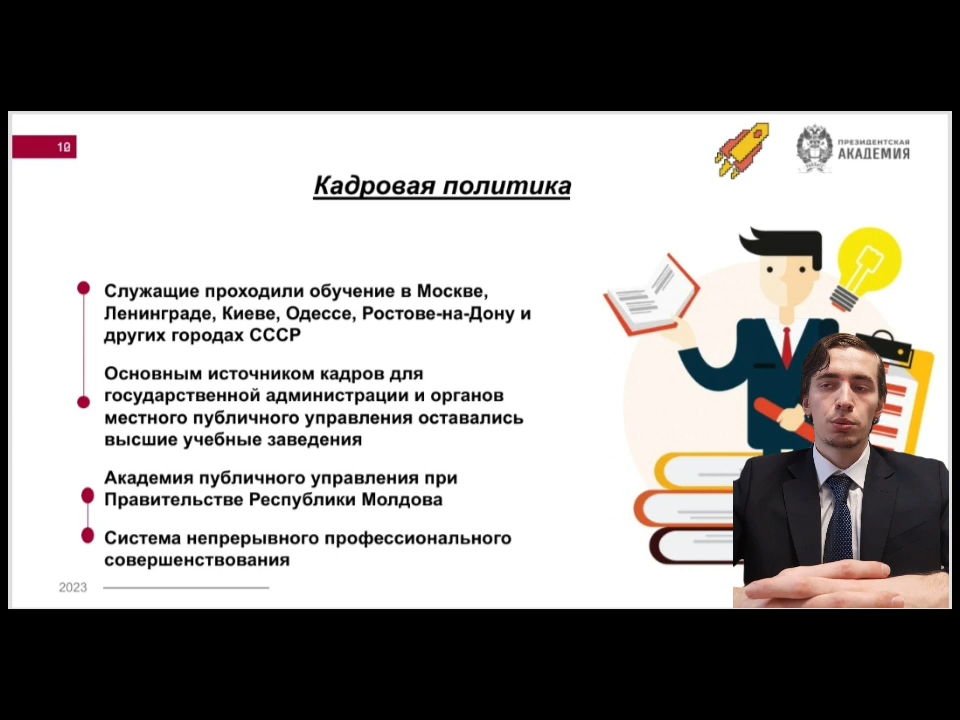 ПРЕЗИДЕНТСКАЯ
АКАДЕМИЯ
Кадровая политика
Служащие проходили обучение в Москве,
Ленинграде, Киеве, Одессе, Ростове-на-Дону и
других городах СССР
Основным источником кадров для
государственной администрации и органов
местного публичного управления оставались
высшие учебные заведения
Академия публичного управления при
Правительстве Республики Молдова
Система непрерывного профессионального
совершенствования
2023